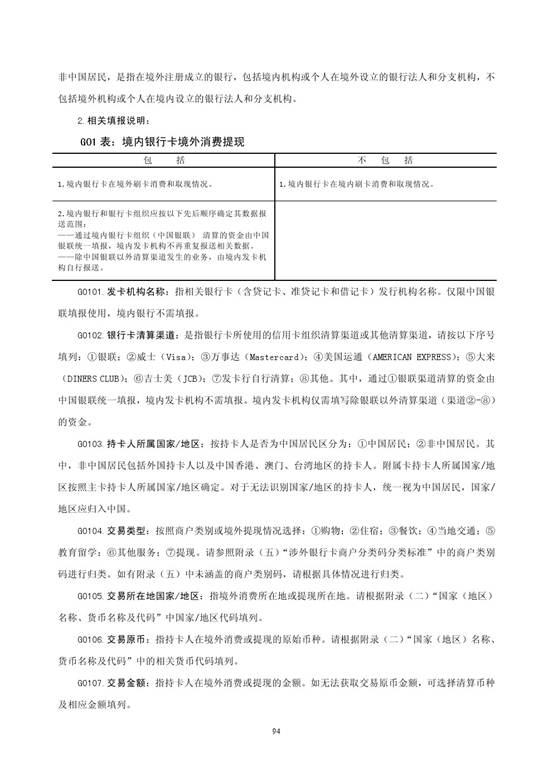 非中国居民，是指在境外注册成立的银行，包括境内机构或个人在境外设立的银行法人和分支机构，不
包括境外机构或个人在境内设立的银行法人和分支机构。
2.相关填报说明：
G01 表：境内银行卡境外消费提现
包 括
不 包 括
1.境内银行卡在境外刷卡消费和取现情况。
1.境内银行卡在境内刷卡消费和取现情况。
2.境内银行和银行卡组织应按以下先后顺序确定其数据报
送范围：
——通过境内银行卡组织（中国银联） 清算的资金由中国
银联统一填报，境内发卡机构不再重复报送相关数据。
——除中国银联以外清算渠道发生的业务，由境内发卡机
构自行报送。
G0101.发卡机构名称：指相关银行卡（含贷记卡、准贷记卡和借记卡）发行机构名称。仅限中国银
联填报使用，境内银行不需填报。
G0102.银行卡清算渠道：是指银行卡所使用的信用卡组织清算渠道或其他清算渠道，请按以下序号
填列：①银联；②威士（Visa）；③万事达（Mastercard）；④美国运通（AMERICAN EXPRESS）；⑤大来
（DINERS CLUB）；⑥吉士美（JCB）；⑦发卡行自行清算；⑧其他。其中，通过①银联渠道清算的资金由
中国银联统一填报，境内发卡机构不需填报。境内发卡机构仅需填写除银联以外清算渠道（渠道②-⑧）
的资金。
G0103.持卡人所属国家/地区：按持卡人是否为中国居民区分为：①中国居民；②非中国居民。其
中，非中国居民包括外国持卡人以及中国香港、澳门、台湾地区的持卡人。附属卡持卡人所属国家/地
区按照主卡持卡人所属国家/地区确定。对于无法识别国家/地区的持卡人，统一视为中国居民，国家/
地区应归入中国。
G0104.交易类型：按照商户类别或境外提现情况选择：①购物；②住宿；③餐饮；④当地交通；⑤
教育留学；⑥其他服务；⑦提现。请参照附录（五）“涉外银行卡商户分类码分类标准”中的商户类别
码进行归类。如有附录（五）中未涵盖的商户类别码，请根据具体情况进行归类。
G0105.交易所在地国家/地区：指境外消费所在地或提现所在地。请根据附录（二）“国家（地区）
名称、货币名称及代码”中国家/地区代码填列。
G0106.交易原币：指持卡人在境外消费或提现的原始币种。请根据附录（二）“国家（地区）名称、
货币名称及代码”中的相关货币代码填列。
G0107.交易金额：指持卡人在境外消费或提现的金额。如无法获取交易原币金额，可选择清算币种
及相应金额填列。
94